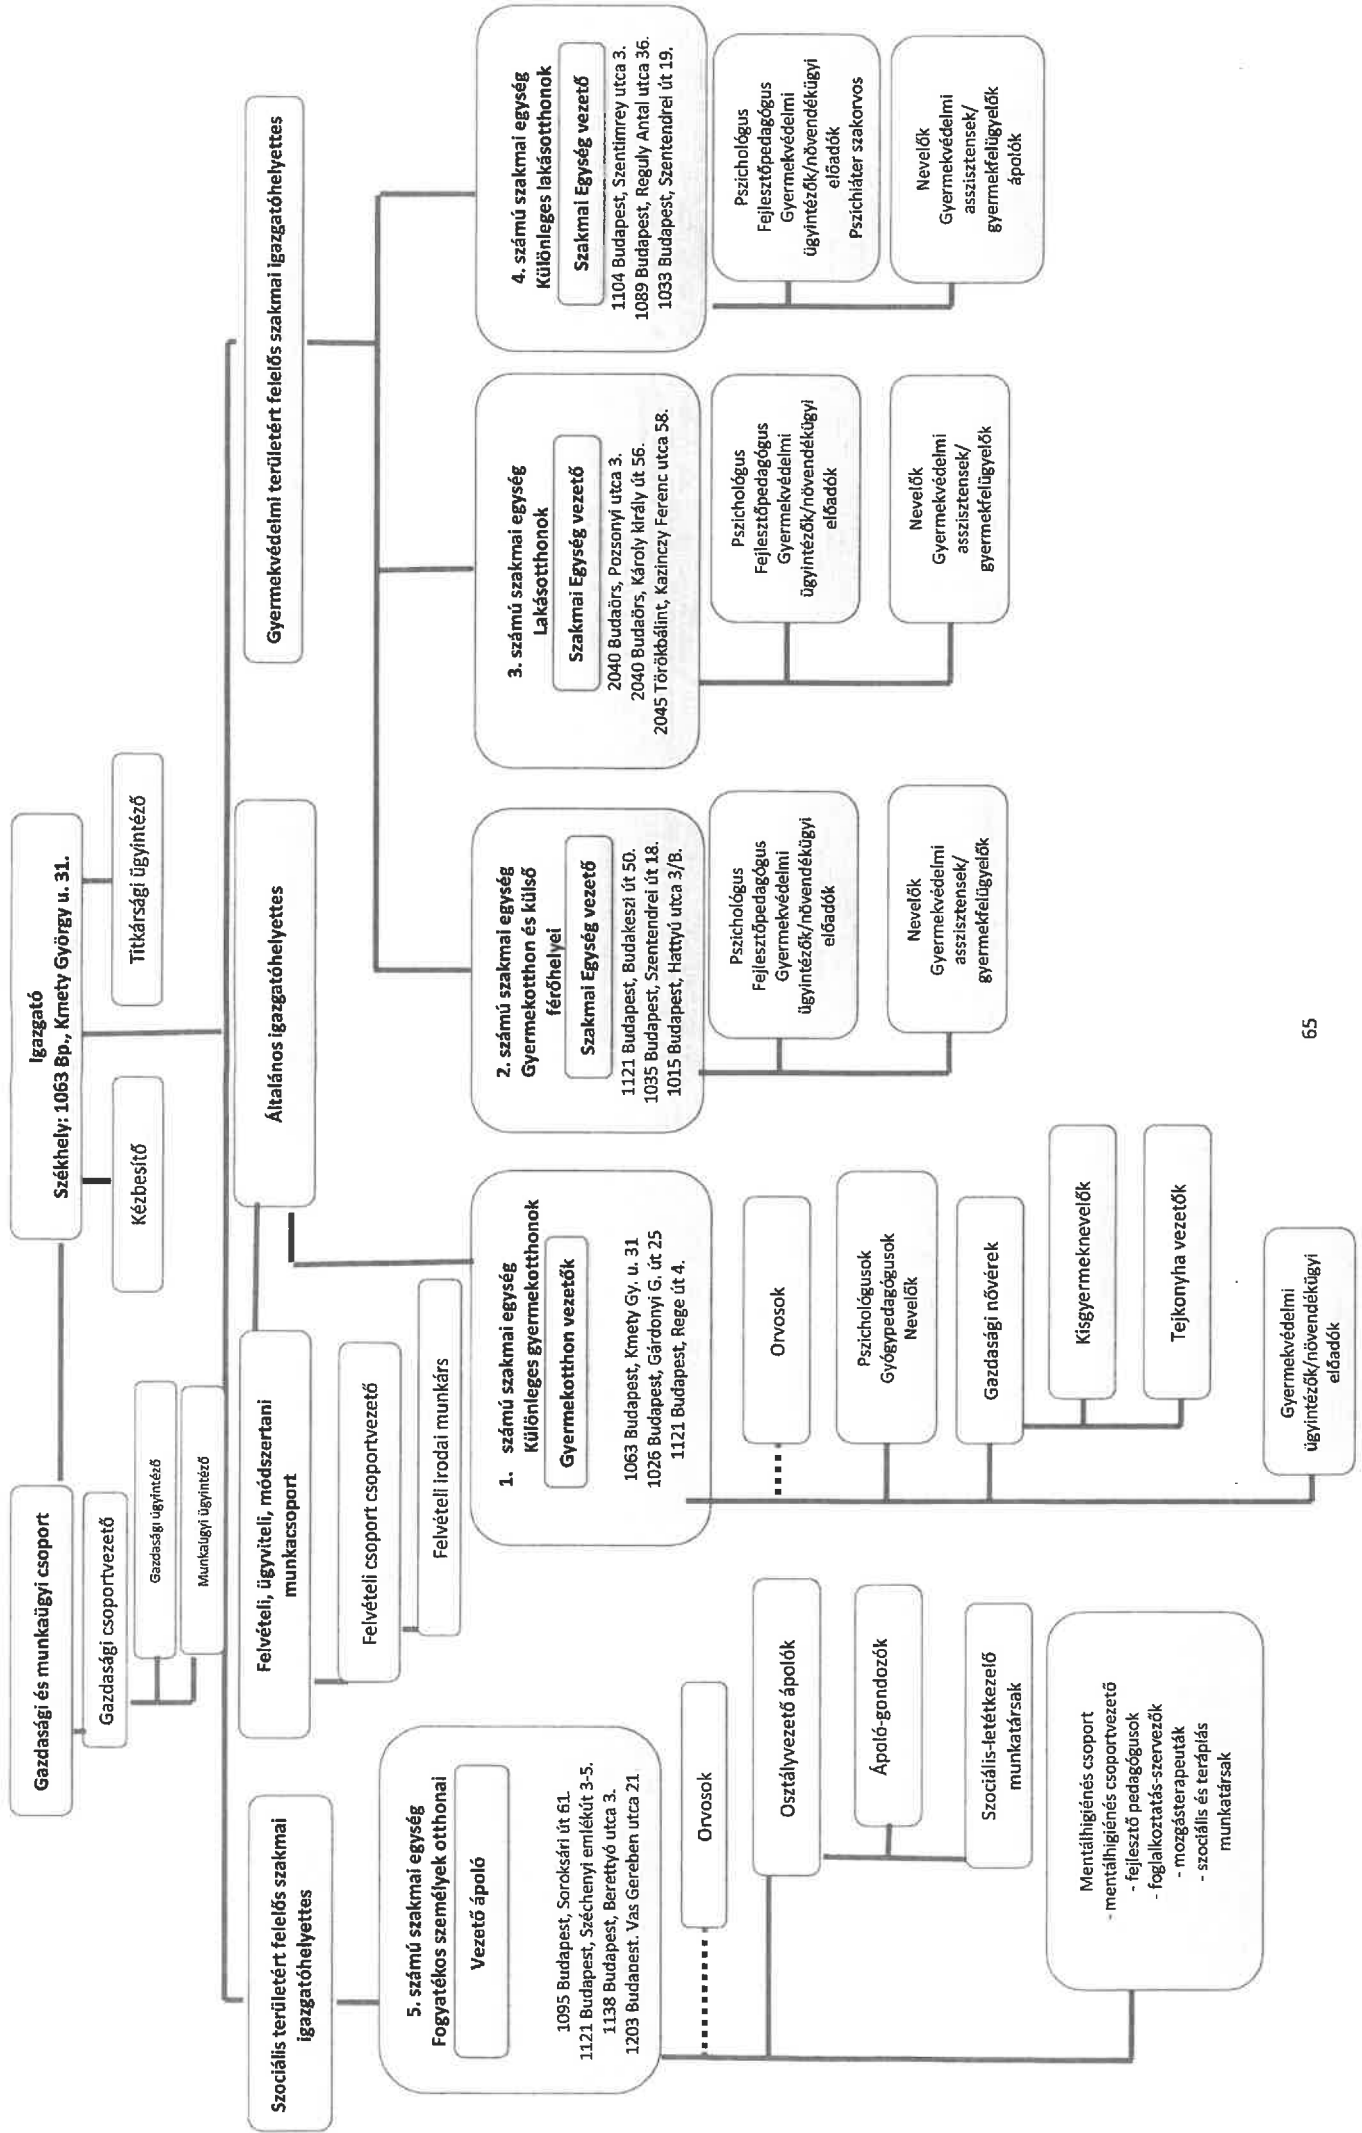 Igazgató
Székhely: 1063 Bp., Kmety György u. 31.
Kézbesítő
Titkársági ügyintéző
Gazdasági és munkaügyi csoport
Gazdasági csoportvezető
Gazdasági ügyintéző
Munkaügyi ügyintéző
Szociális területért felelős szakmai
igazgatóhelyettes
Felvételi, ügyviteli, módszertani
munkacsoport
Felvételi csoport csoportvezető
Felvételi irodai munkárs
Általános igazgatóhelyettes
Gyermekvédelmi területért felelős szakmai igazgatóhelyettes
5. számú szakmai egység
Fogyatékos személyek otthonai
Vezető ápoló
1095 Budapest, Soroksári út 61.
1121 Budapest, Széchenyi emlékút 3-5.
1138 Budapest, Berettyó utca 3.
1203 Budapest. Vas Gereben utca 21
Orvosok
Osztályvezető ápolók
Ápoló-gondozók
Szociális-letétkezelő
munkatársak
Mentálhigiénés csoport
- mentálhigiénés csoportvezető
- fejlesztő pedagógusok
- foglalkoztatás-szervezők
- mozgásterapeuták
- szociális és terápiás
munkatársak
1. számú szakmai egység
Különleges gyermekotthonok
Gyermekotthon vezetők
1063 Budapest, Kmety Gy. u. 31
1026 Budapest, Gárdonyi G. út 25
1121 Budapest, Rege út 4.
Orvosok
Pszichológusok
Gyógypedagógusok
Nevelők
Gazdasági nővérek
Kisgyermeknevelők
Tejkonyha vezetők
Gyermekvédelmi
ügyintézők/növendékügyi
előadók
2. számú szakmai egység
Gyermekotthon és külső
férőhelyei
Szakmai Egység vezető
1121 Budapest, Budakeszi út 50.
1035 Budapest, Szentendrei út 18.
1015 Budapest, Hattyú utca 3/B.
Pszichológus
Fejlesztőpedagógus
Gyermekvédelmi
ügyintézők/növendékügyi
előadók
Nevelők
Gyermekvédelmi
asszisztensek/
gyermekfelügyelők
3. számú szakmai egység
Lakásotthonok
Szakmai Egység vezető
2040 Budaörs, Pozsonyi utca 3.
2040 Budaörs, Károly király út 56.
2045 Törökbálint, Kazinczy Ferenc utca 58.
Pszichológus
Fejlesztőpedagógus
Gyermekvédelmi
ügyintézők/növendékügyi
előadók
Nevelők
Gyermekvédelmi
asszisztensek/
gyermekfelügyelők
4. számú szakmai egység
Különleges lakásotthonok
Szakmai Egység vezető
1104 Budapest, Szentimrey utca 3.
1089 Budapest, Reguly Antal utca 36.
1033 Budapest, Szentendrei út 19.
Pszichológus
Fejlesztőpedagógus
Gyermekvédelmi
ügyintézők/növendékügyi
előadók
Pszichiáter szakorvos
Nevelők
Gyermekvédelmi
asszisztensek/
gyermekfelügyelők
ápolók
65